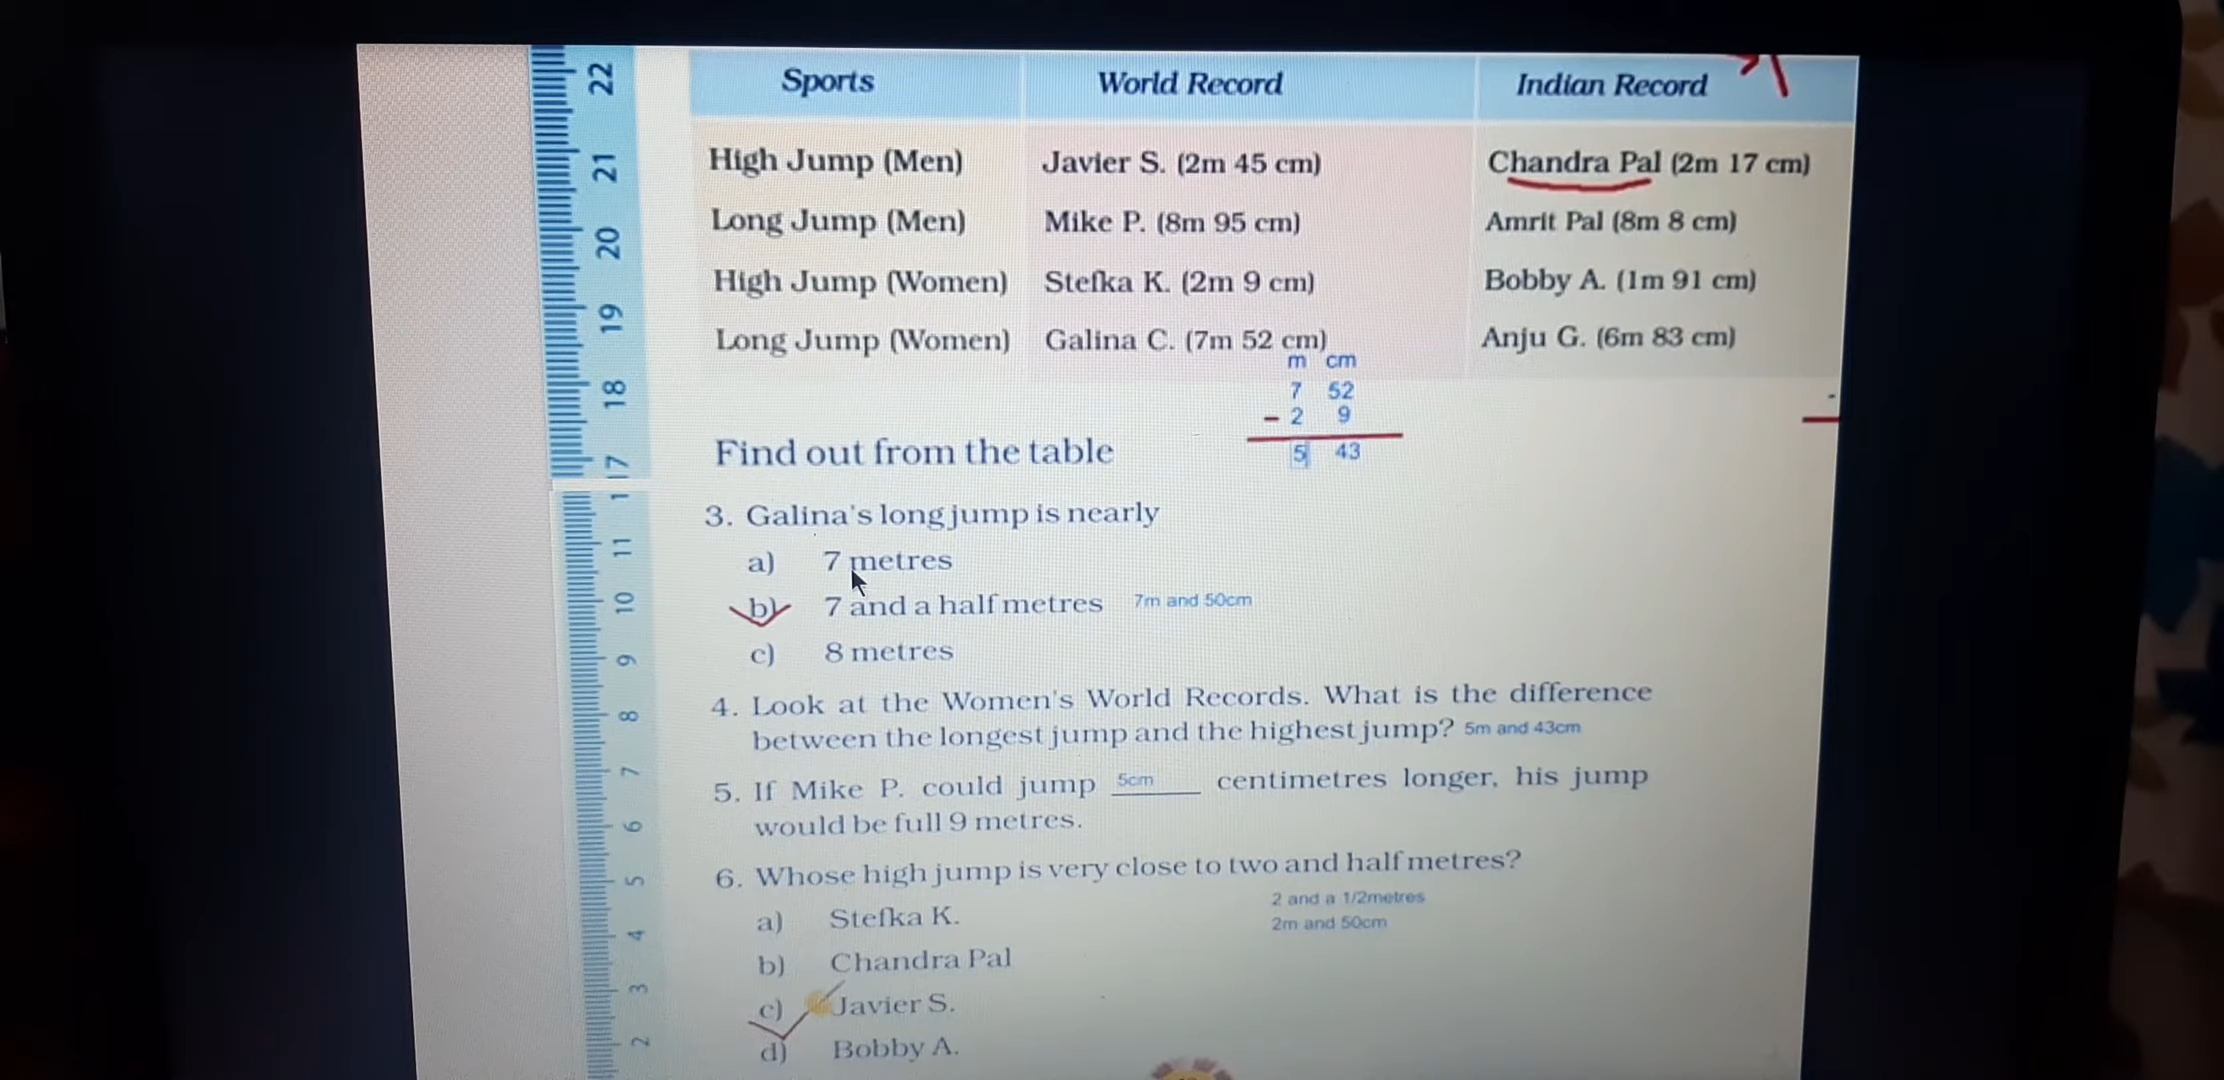 Sports World Record Indian Record
High Jump (Men) Javier S. (2m 45 cm) Chandra Pal (2m 17 cm)
Long Jump (Men) Mike P. (8m 95 cm) Amrit Pal (8m 8 cm)
High Jump (Women) Stefka K. (2m 9 cm) Bobby A. (1m 91 cm)
Long Jump (Women) Galina C. (7m 52 cm) Anju G. (6m 83 cm)
m cm
7 52
- 2 9
5 43
Find out from the table
3. Galina's long jump is nearly
a) 7 metres
b) 7 and a half metres 7m and 50cm
c) 8 metres
4. Look at the Women's World Records. What is the difference
between the longest jump and the highest jump? 5m and 43cm
5. If Mike P. could jump 5cm centimetres longer, his jump
would be full 9 metres.
6. Whose high jump is very close to two and half metres?
2 and a 1/2metres
2m and 50cm
a) Stefka K.
b) Chandra Pal
c) Javier S.
d) Bobby A.
22
21
20
19
18
17
11
10
9
8
7
6
5
4
3
2